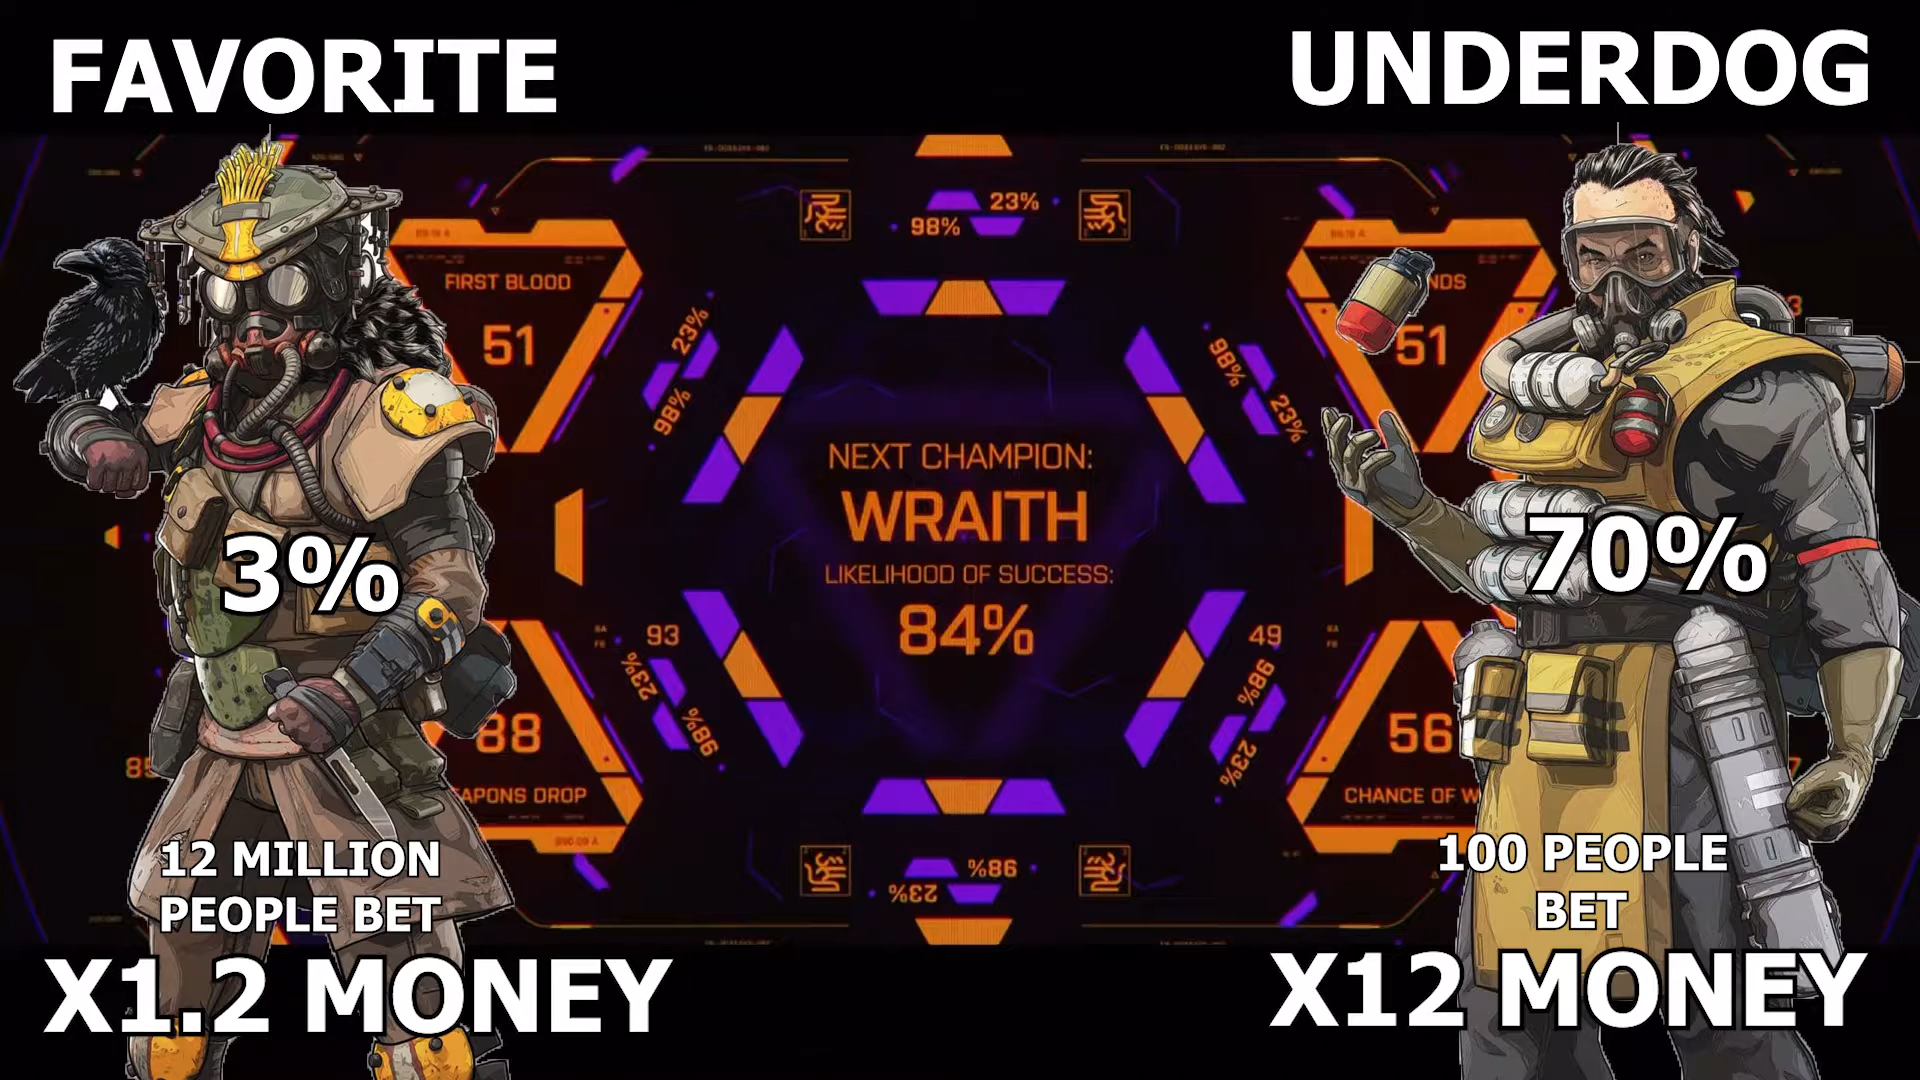 FAVORITE
UNDERDOG
23%
98%
FIRST BLOOD
51
NDS
51
23%
98%
98%
23%
NEXT CHAMPION:
WRAITH
LIKELIHOOD OF SUCCESS:
84%
3%
70%
93
23%
98%
49
98%
23%
88
APONS DROP
56
CHANCE OF W
85
12 MILLION
PEOPLE BET
100 PEOPLE
BET
98%
23%
X1.2 MONEY
X12 MONEY